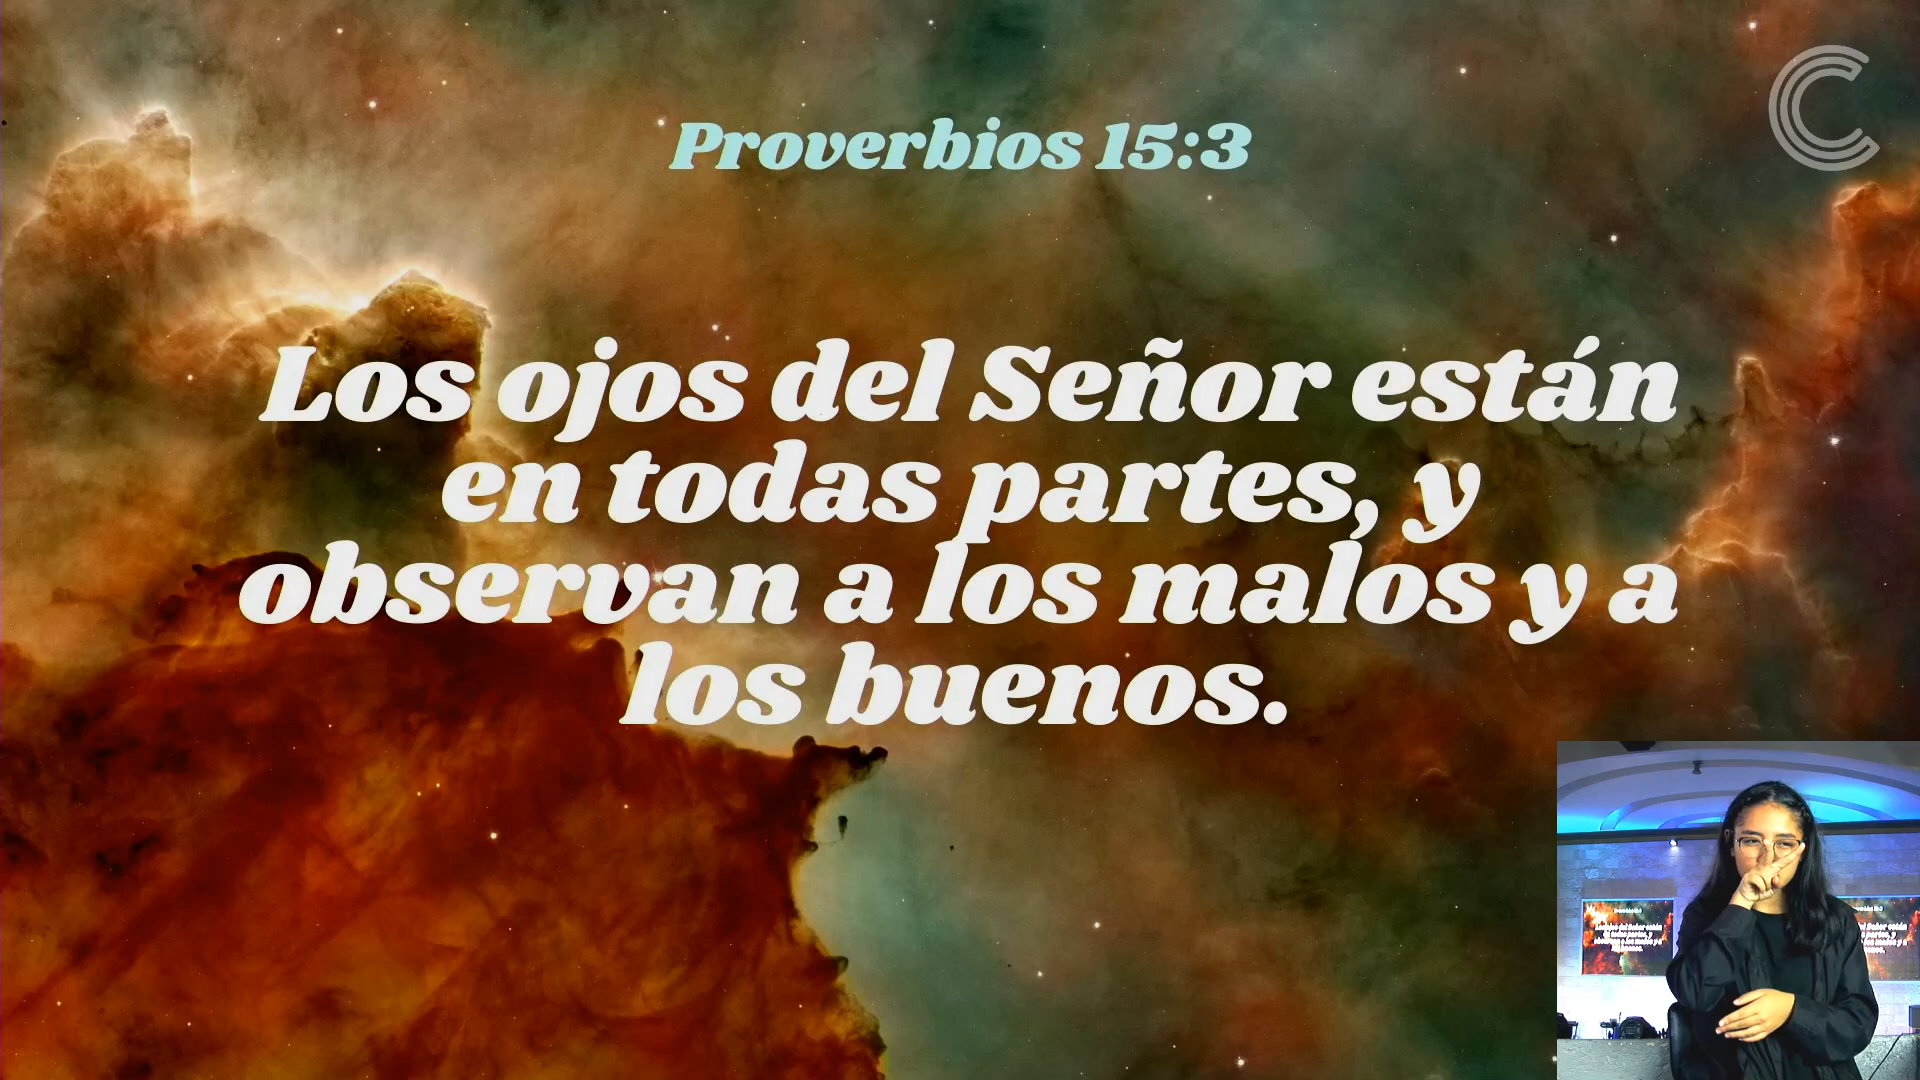 Proverbios 15:3
Los ojos del Señor están
en todas partes, y
observan a los malos y a
los buenos.